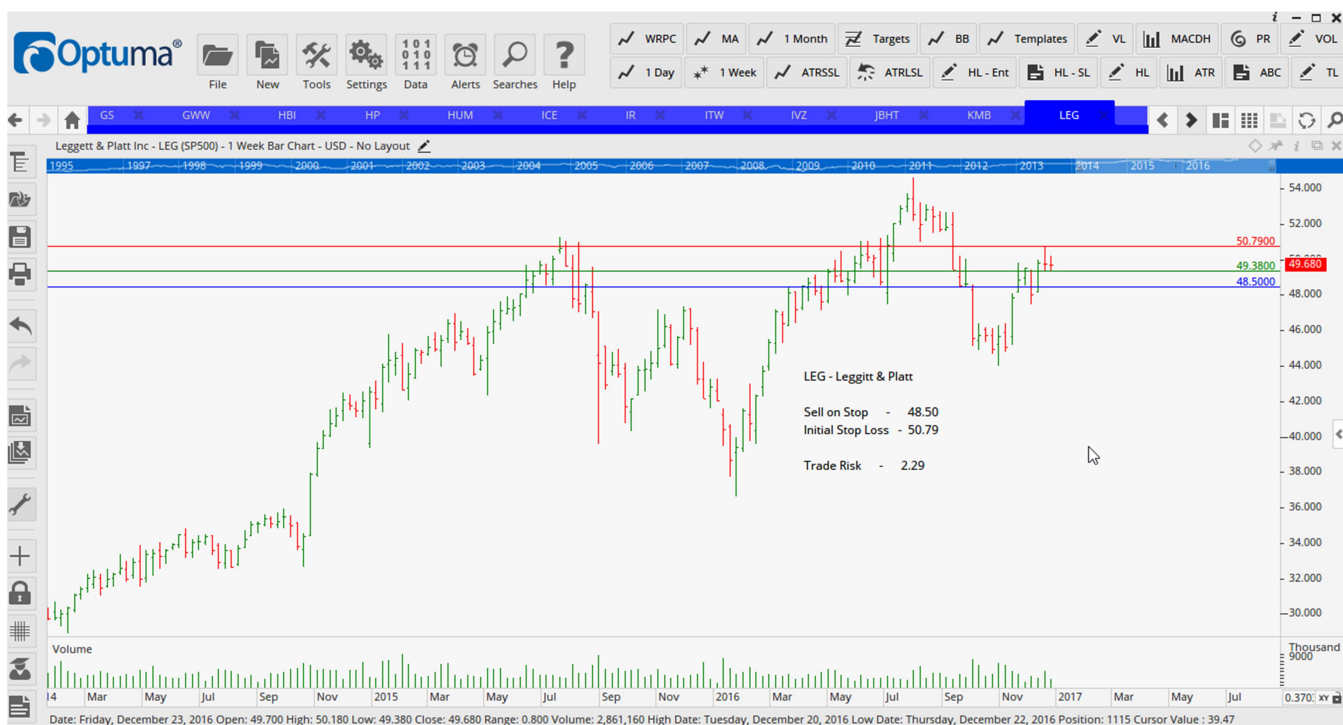 i
Optuma®
File New Tools Settings Data Alerts Searches Help
101
010
111
WRPC MA 1 Month Targets BB Templates VL MACDH PR VOL
1 Day 1 Week ATRSSL ATRLSL HL - Ent HL - SL HL ATR ABC TL
GS GWW HBI HP HUM ICE IR ITW IVZ JBHT KMB LEG
Leggett & Platt Inc - LEG (SP500) - 1 Week Bar Chart - USD - No Layout
1995 1997 1998 1999 2000 2001 2002 2003 2004 2005 2006 2007 2008 2009 2010 2011 2012 2013 2014 2015 2016
54.000
52.000
50.7900
49.3800
49.680
48.5000
48.000
46.000
44.000
LEG - Leggitt & Platt
42.000
Sell on Stop - 48.50
Initial Stop Loss - 50.79
40.000
Trade Risk - 2.29
38.000
36.000
34.000
32.000
30.000
Volume
Thousand
9000
14 Mar May Jul Sep Nov 2015 Mar May Jul Sep Nov 2016 Mar May Jul Sep Nov 2017 Mar May Jul
XY
Date: Friday, December 23, 2016 Open: 49.700 High: 50.180 Low: 49.380 Close: 49.680 Range: 0.800 Volume: 2,861,160 High Date: Tuesday, December 20, 2016 Low Date: Thursday, December 22, 2016 Position: 1115 Cursor Value : 39.47